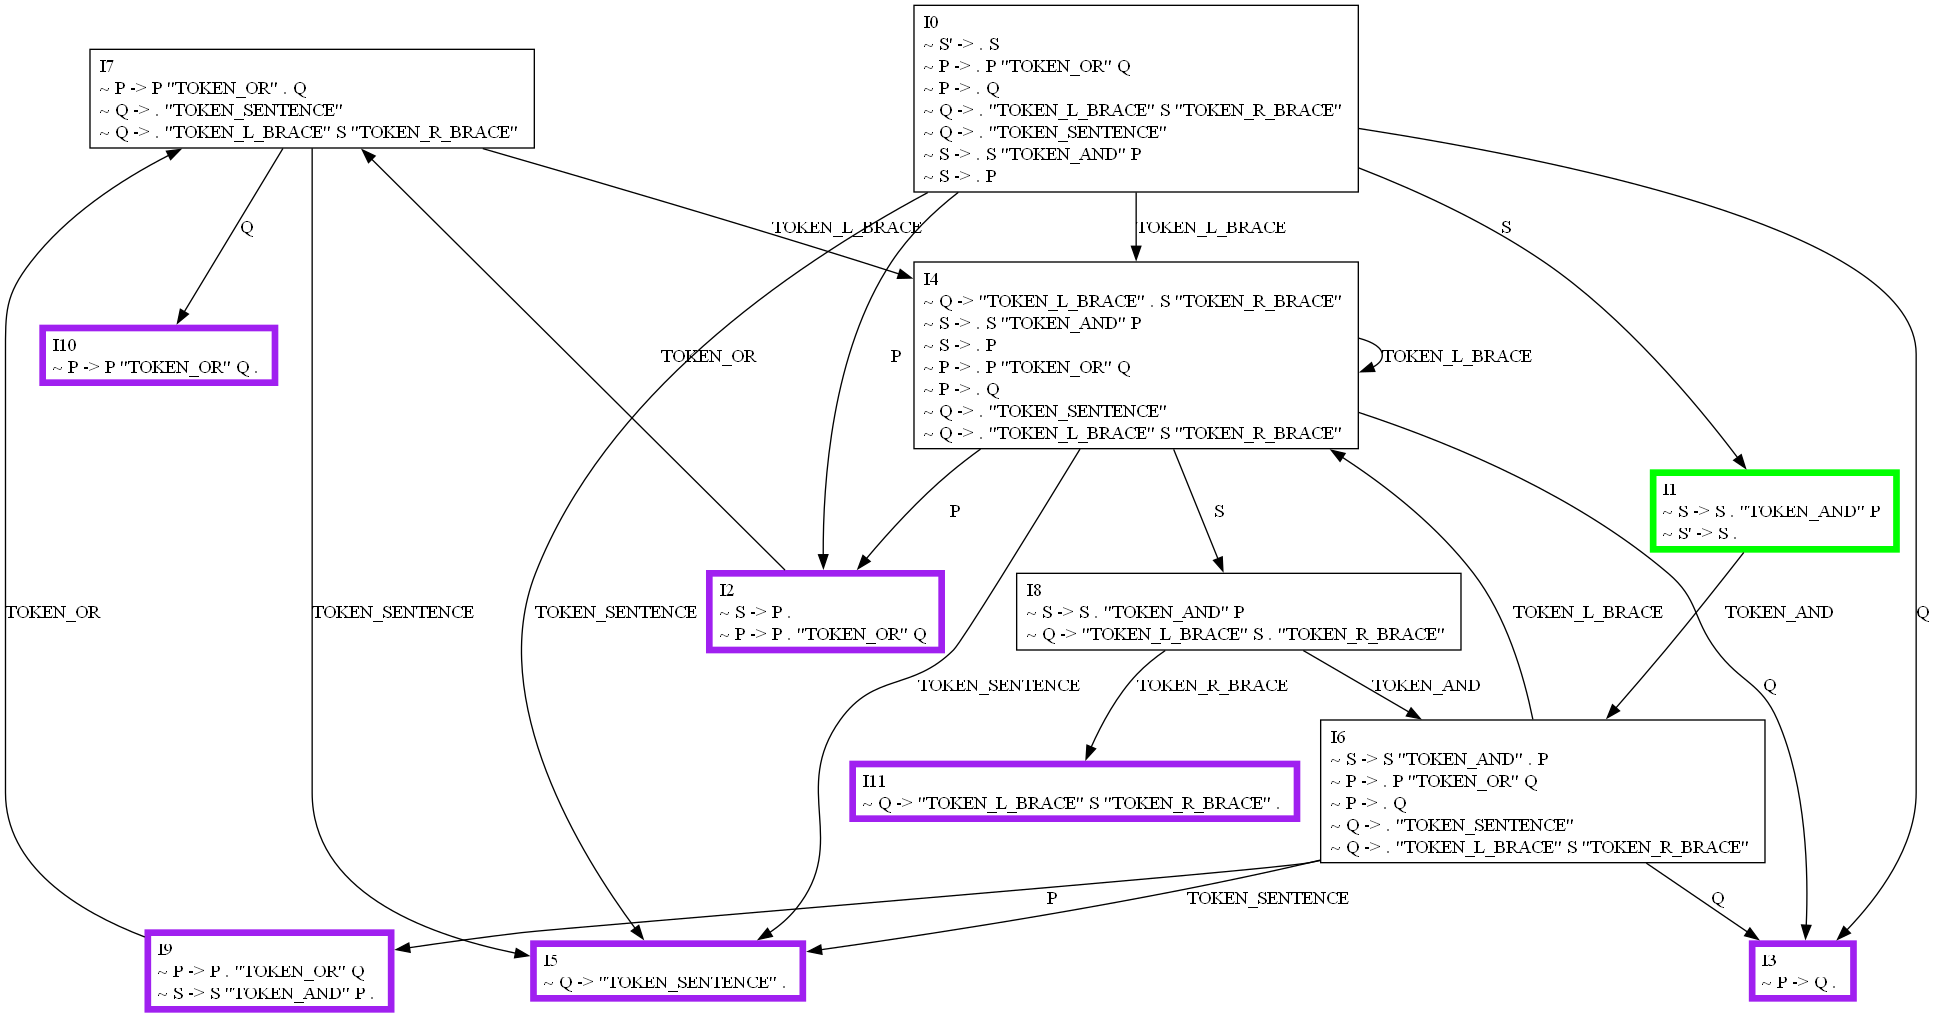 I0
~ S' -> . S
~ P -> . P "TOKEN_OR" Q
~ P -> . Q
~ Q -> . "TOKEN_L_BRACE" S "TOKEN_R_BRACE"
~ Q -> . "TOKEN_SENTENCE"
~ S -> . S "TOKEN_AND" P
~ S -> . P
I7
~ P -> P "TOKEN_OR" . Q
~ Q -> . "TOKEN_SENTENCE"
~ Q -> . "TOKEN_L_BRACE" S "TOKEN_R_BRACE"
Q
TOKEN_L_BRACE
TOKEN_L_BRACE
S
I4
~ Q -> "TOKEN_L_BRACE" . S "TOKEN_R_BRACE"
~ S -> . S "TOKEN_AND" P
~ S -> . P
~ P -> . P "TOKEN_OR" Q
~ P -> . Q
~ Q -> . "TOKEN_SENTENCE"
~ Q -> . "TOKEN_L_BRACE" S "TOKEN_R_BRACE"
I10
~ P -> P "TOKEN_OR" Q .
TOKEN_OR
P
TOKEN_L_BRACE
I1
~ S -> S . "TOKEN_AND" P
~ S' -> S .
P
S
I2
~ S -> P .
~ P -> P . "TOKEN_OR" Q
I8
~ S -> S . "TOKEN_AND" P
~ Q -> "TOKEN_L_BRACE" S . "TOKEN_R_BRACE"
TOKEN_OR
TOKEN_SENTENCE
TOKEN_SENTENCE
TOKEN_L_BRACE
TOKEN_AND
Q
TOKEN_SENTENCE
TOKEN_R_BRACE
TOKEN_AND
Q
I6
~ S -> S "TOKEN_AND" . P
~ P -> . P "TOKEN_OR" Q
~ P -> . Q
~ Q -> . "TOKEN_SENTENCE"
~ Q -> . "TOKEN_L_BRACE" S "TOKEN_R_BRACE"
I11
~ Q -> "TOKEN_L_BRACE" S "TOKEN_R_BRACE" .
P
TOKEN_SENTENCE
Q
I9
~ P -> P . "TOKEN_OR" Q
~ S -> S "TOKEN_AND" P .
I5
~ Q -> "TOKEN_SENTENCE" .
I3
~ P -> Q .